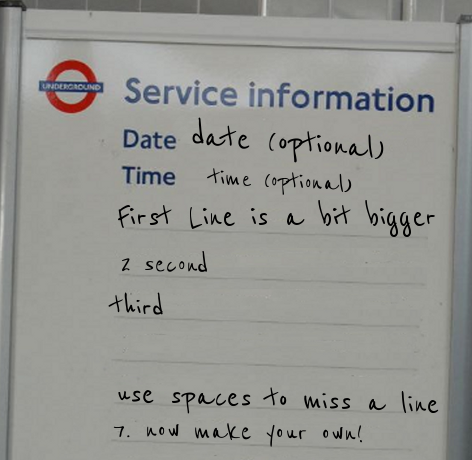 UNDERGROUND
Service information
Date date (optional)
Time time (optional)
First Line is a bit bigger
2 second
third
use spaces to miss a line
7. now make your own!